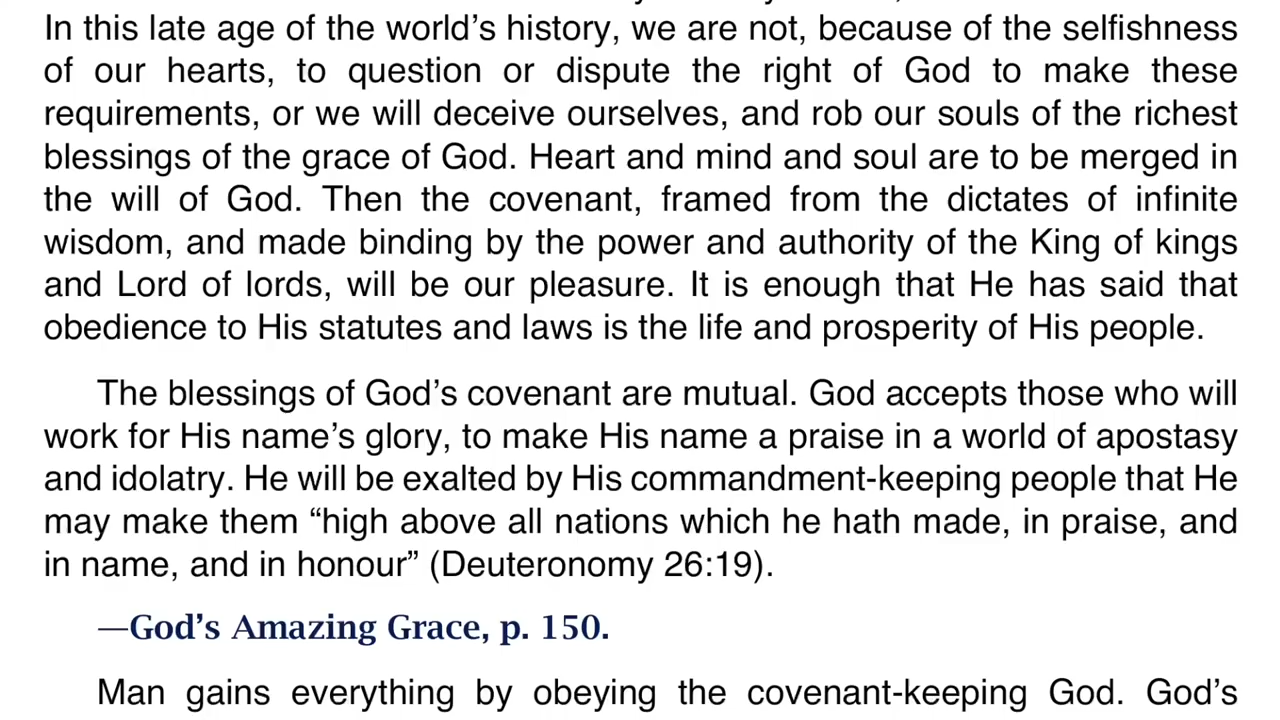 In this late age of the world’s history, we are not, because of the selfishness
of our hearts, to question or dispute the right of God to make these
requirements, or we will deceive ourselves, and rob our souls of the richest
blessings of the grace of God. Heart and mind and soul are to be merged in
the will of God. Then the covenant, framed from the dictates of infinite
wisdom, and made binding by the power and authority of the King of kings
and Lord of lords, will be our pleasure. It is enough that He has said that
obedience to His statutes and laws is the life and prosperity of His people.
The blessings of God’s covenant are mutual. God accepts those who will
work for His name’s glory, to make His name a praise in a world of apostasy
and idolatry. He will be exalted by His commandment-keeping people that He
may make them “high above all nations which he hath made, in praise, and
in name, and in honour” (Deuteronomy 26:19).
—God’s Amazing Grace, p. 150.
Man gains everything by obeying the covenant-keeping God. God’s